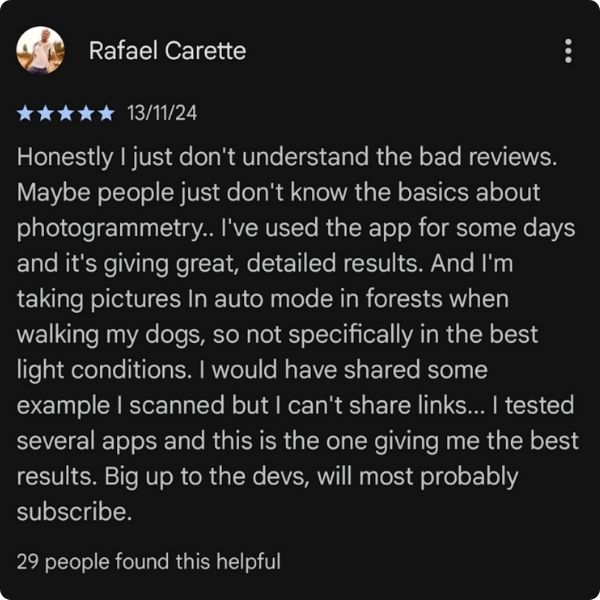 Rafael Carette
13/11/24
Honestly I just don't understand the bad reviews.
Maybe people just don't know the basics about
photogrammetry.. I've used the app for some days
and it's giving great, detailed results. And I'm
taking pictures In auto mode in forests when
walking my dogs, so not specifically in the best
light conditions. I would have shared some
example I scanned but I can't share links... I tested
several apps and this is the one giving me the best
results. Big up to the devs, will most probably
subscribe.
29 people found this helpful